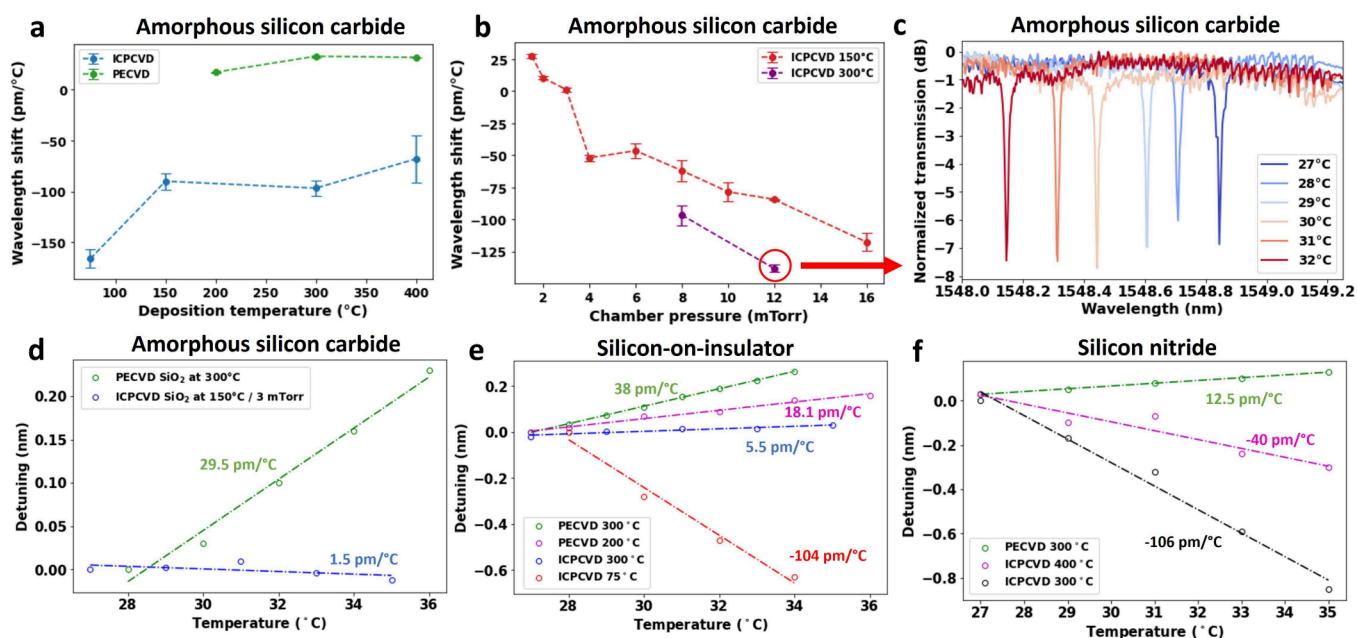 a
Amorphous silicon carbide
ICPCVD
PECVD
Wavelength shift (pm/°C)
0
−50
−100
−150
100
150
200
250
300
350
400
Deposition temperature (°C)
b
Amorphous silicon carbide
ICPCVD 150°C
ICPCVD 300°C
Wavelength shift (pm/°C)
25
0
−25
−50
−75
−100
−125
2
4
6
8
10
12
14
16
Chamber pressure (mTorr)
c
Amorphous silicon carbide
Normalized transmission (dB)
0
−1
−2
−3
−4
−5
−6
−7
−8
27°C
28°C
29°C
30°C
31°C
32°C
1548.0
1548.2
1548.4
1548.6
1548.8
1549.0
1549.2
Wavelength (nm)
d
Amorphous silicon carbide
PECVD SiO₂ at 300°C
ICPCVD SiO₂ at 150°C / 3 mTorr
29.5 pm/°C
1.5 pm/°C
Detuning (nm)
0.20
0.15
0.10
0.05
0.00
28
30
32
34
36
Temperature (°C)
e
Silicon-on-insulator
38 pm/°C
18.1 pm/°C
5.5 pm/°C
-104 pm/°C
PECVD 300°C
PECVD 200°C
ICPCVD 300°C
ICPCVD 75°C
Detuning (nm)
0.2
0.0
−0.2
−0.4
−0.6
28
30
32
34
36
Temperature (°C)
f
Silicon nitride
12.5 pm/°C
-40 pm/°C
-106 pm/°C
PECVD 300°C
ICPCVD 400°C
ICPCVD 300°C
Detuning (nm)
0.0
−0.2
−0.4
−0.6
−0.8
27
28
29
30
31
32
33
34
35
Temperature (°C)